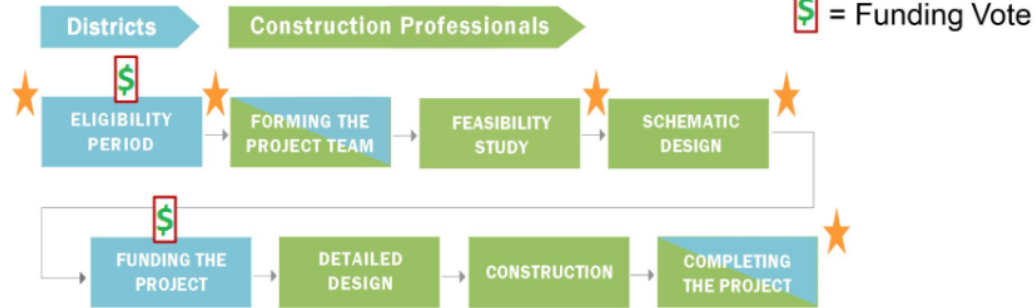 Districts
Construction Professionals
$ = Funding Vote
$
ELIGIBILITY
PERIOD
FORMING THE
PROJECT TEAM
FEASIBILITY
STUDY
SCHEMATIC
DESIGN
$
FUNDING THE
PROJECT
DETAILED
DESIGN
CONSTRUCTION
COMPLETING
THE PROJECT